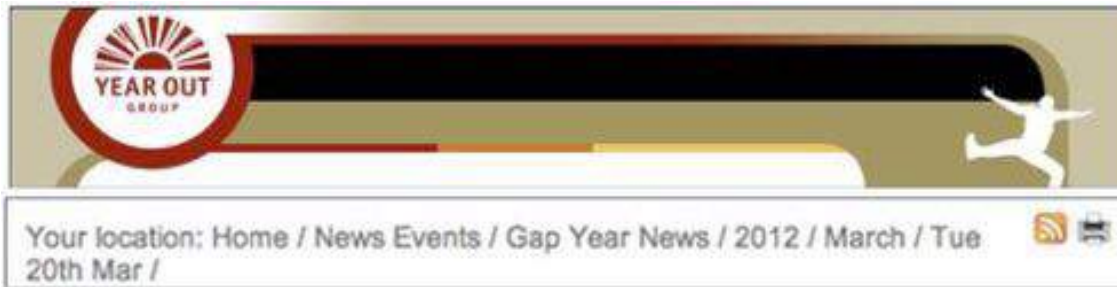 YEAR OUT
GROUP
Your location: Home / News Events / Gap Year News / 2012 / March / Tue
20th Mar /